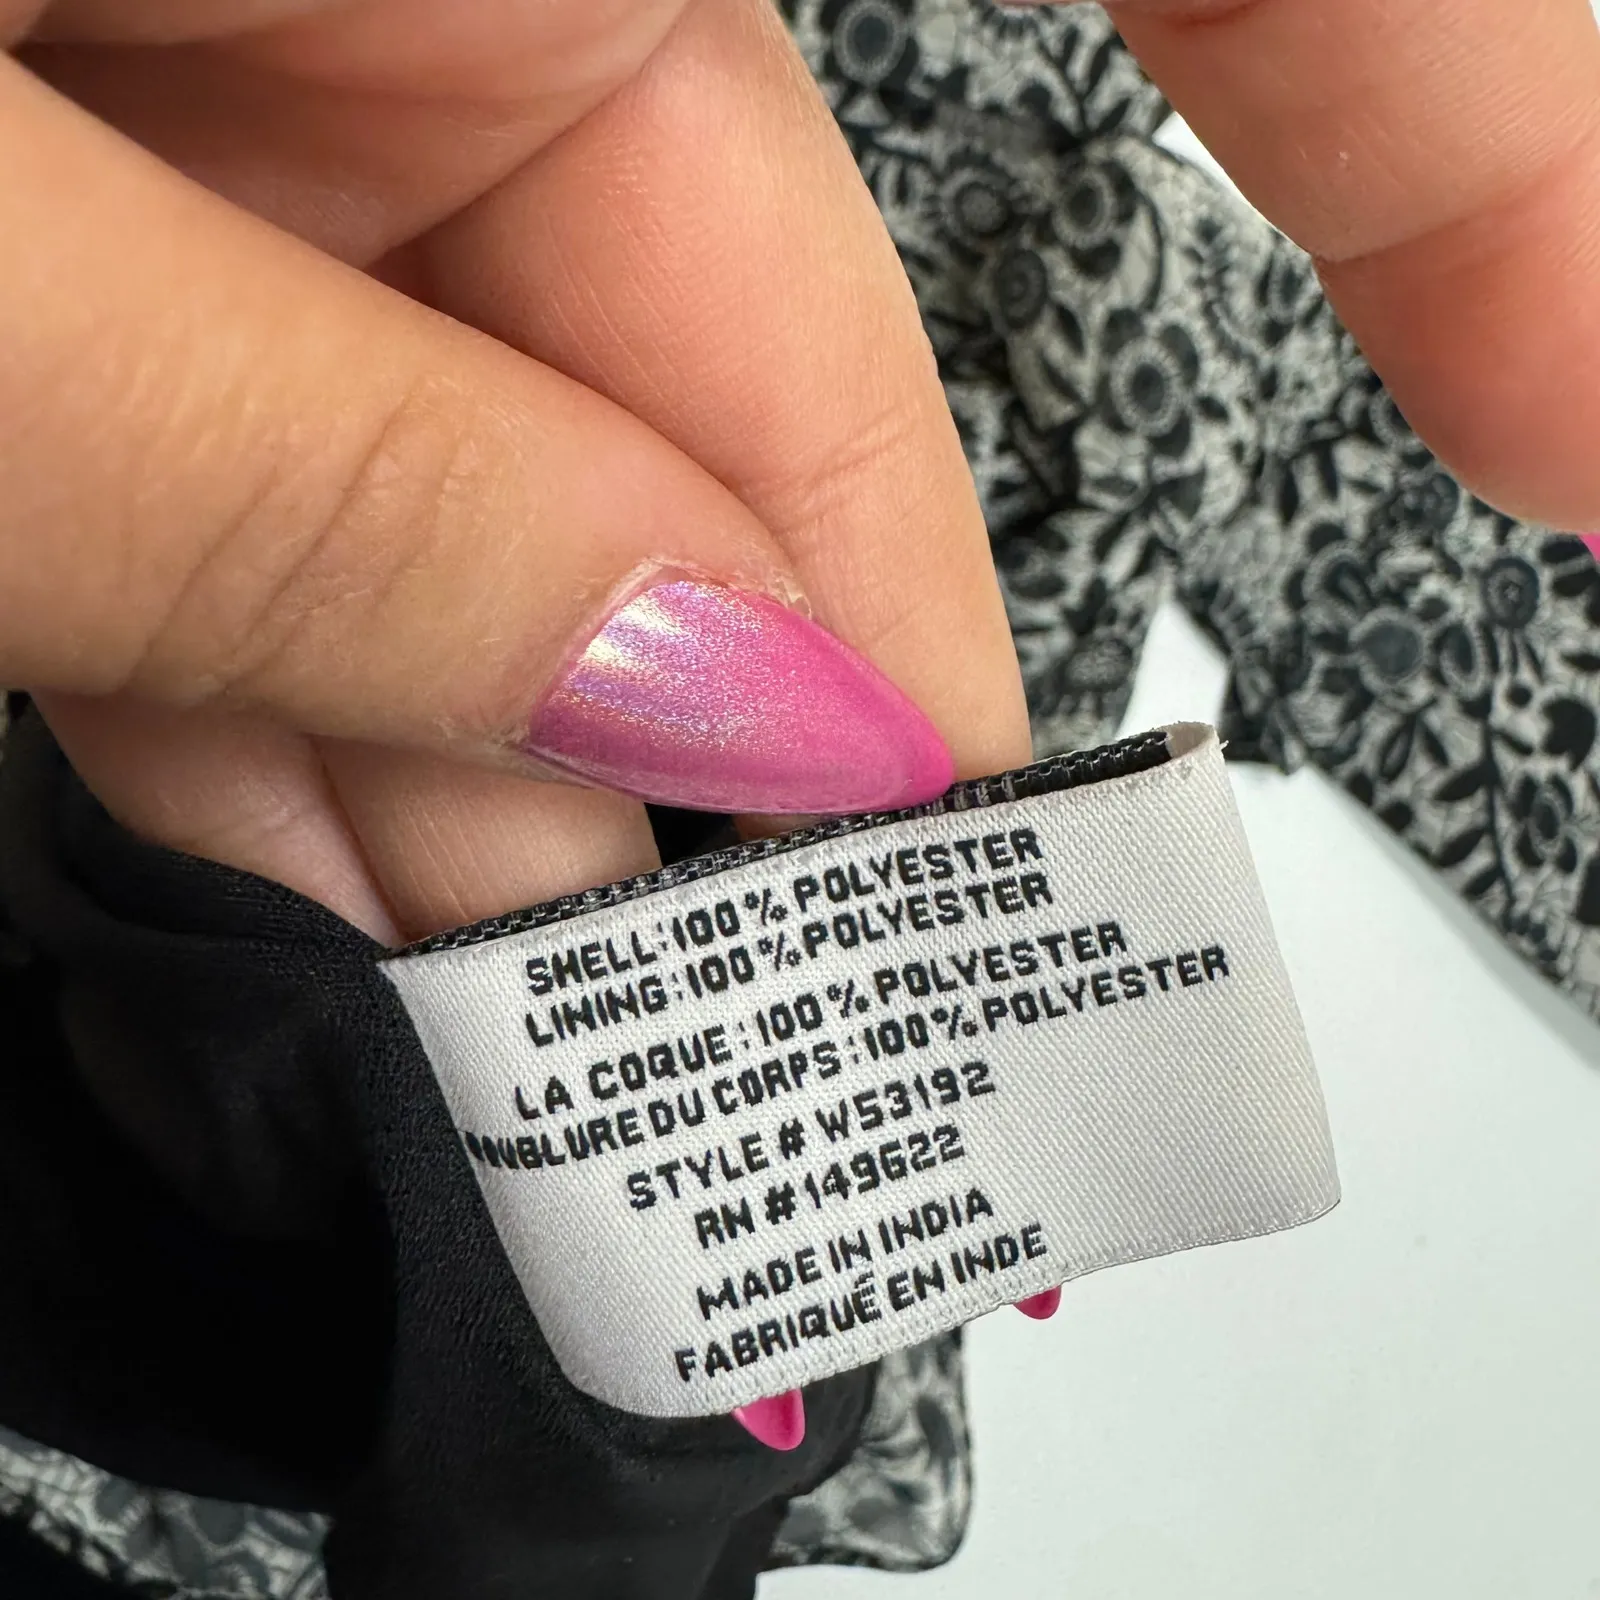 SHELL:100% POLYESTER
LINING:100%POLYESTER
LA COQUE:100% POLYESTER
DOUBLURE DU CORPS:100% POLYESTER
STYLE # W53192
RN #149622
MADE IN INDIA
FABRIQUÉ EN INDE